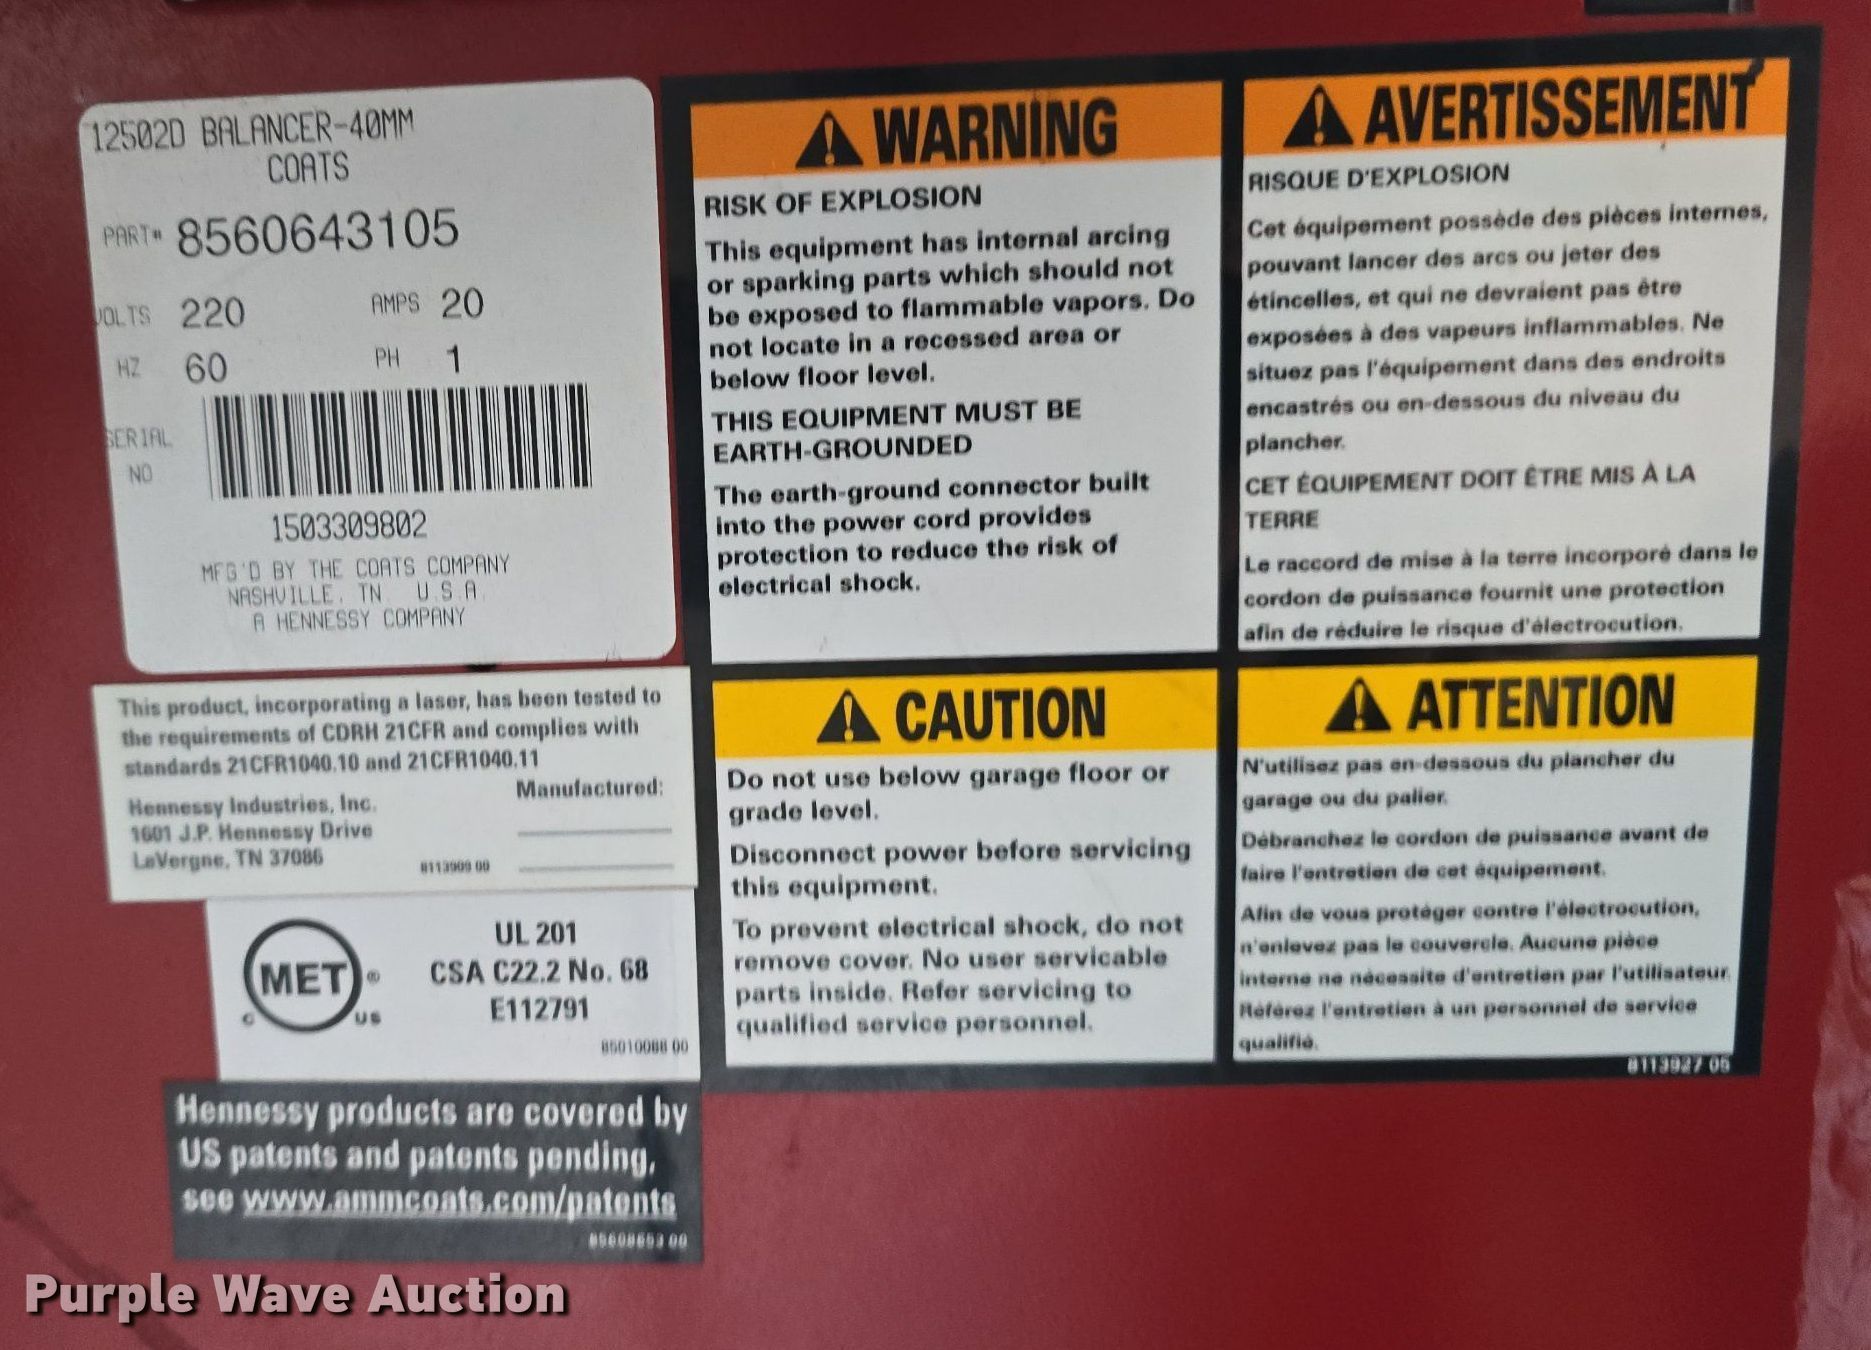 12502D BALANCER-40MM
COATS
PART# 8560643105
VOLTS 220 AMPS 20
HZ 60 PH 1
SERIAL
NO
1503309802
MFG'D BY THE COATS COMPANY
NASHVILLE, TN. U.S.A.
A HENNESSY COMPANY
This product, incorporating a laser, has been tested to
the requirements of CDRH 21CFR and complies with
standards 21CFR1040.10 and 21CFR1040.11
Manufactured:
Hennessy Industries, Inc.
1601 J.P. Hennessy Drive
LaVergne, TN 37086
8113909 00
MET® C US
UL 201
CSA C22.2 No. 68
E112791
85010088 00
Hennessy products are covered by
US patents and patents pending,
see www.ammcoats.com/patents
85608653 00
WARNING
RISK OF EXPLOSION
This equipment has internal arcing
or sparking parts which should not
be exposed to flammable vapors. Do
not locate in a recessed area or
below floor level.
THIS EQUIPMENT MUST BE
EARTH-GROUNDED
The earth-ground connector built
into the power cord provides
protection to reduce the risk of
electrical shock.
AVERTISSEMENT
RISQUE D'EXPLOSION
Cet équipement possède des pièces internes,
pouvant lancer des arcs ou jeter des
étincelles, et qui ne devraient pas être
exposées à des vapeurs inflammables. Ne
situez pas l'équipement dans des endroits
encastrés ou en-dessous du niveau du
plancher.
CET ÉQUIPEMENT DOIT ÊTRE MIS À LA
TERRE
Le raccord de mise à la terre incorporé dans le
cordon de puissance fournit une protection
afin de réduire le risque d'électrocution.
CAUTION
Do not use below garage floor or
grade level.
Disconnect power before servicing
this equipment.
To prevent electrical shock, do not
remove cover. No user servicable
parts inside. Refer servicing to
qualified service personnel.
ATTENTION
N'utilisez pas en-dessous du plancher du
garage ou du palier.
Débranchez le cordon de puissance avant de
faire l'entretien de cet équipement.
Afin de vous protéger contre l'électrocution,
n'enlevez pas le couvercle. Aucune pièce
interne ne nécessite d'entretien par l'utilisateur.
Référez l'entretien à un personnel de service
qualifié.
8113927 05
Purple Wave Auction